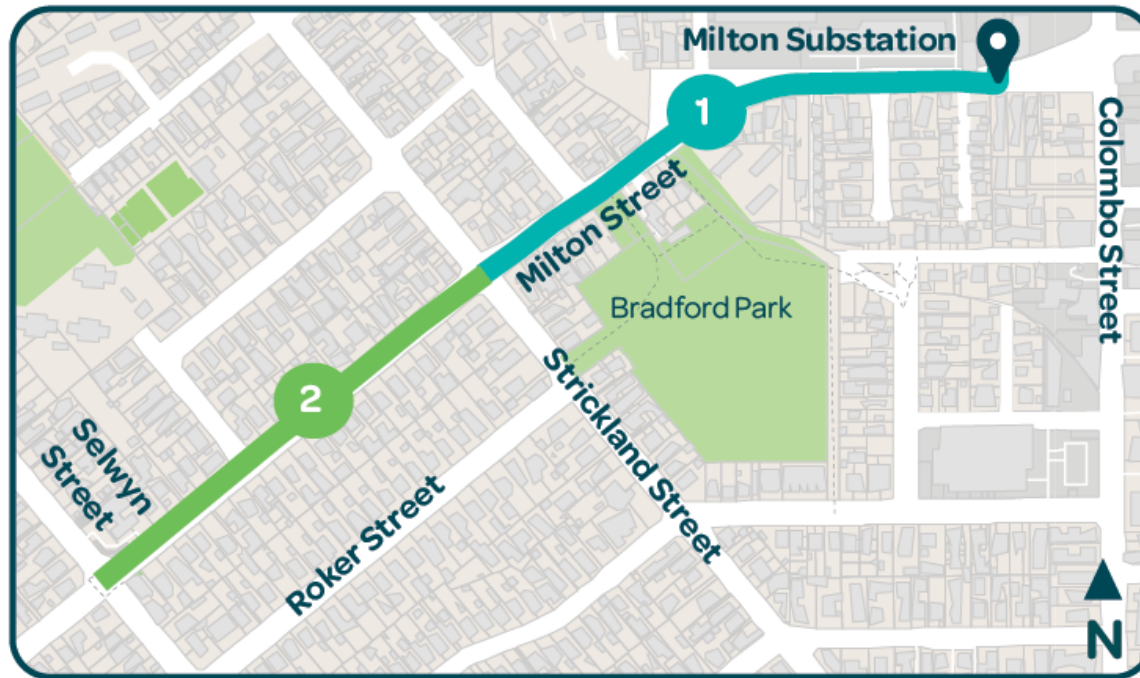 Milton Substation
1
Colombo Street
Milton Street
Bradford Park
2
Strickland Street
Selwyn
Street
Roker Street
N